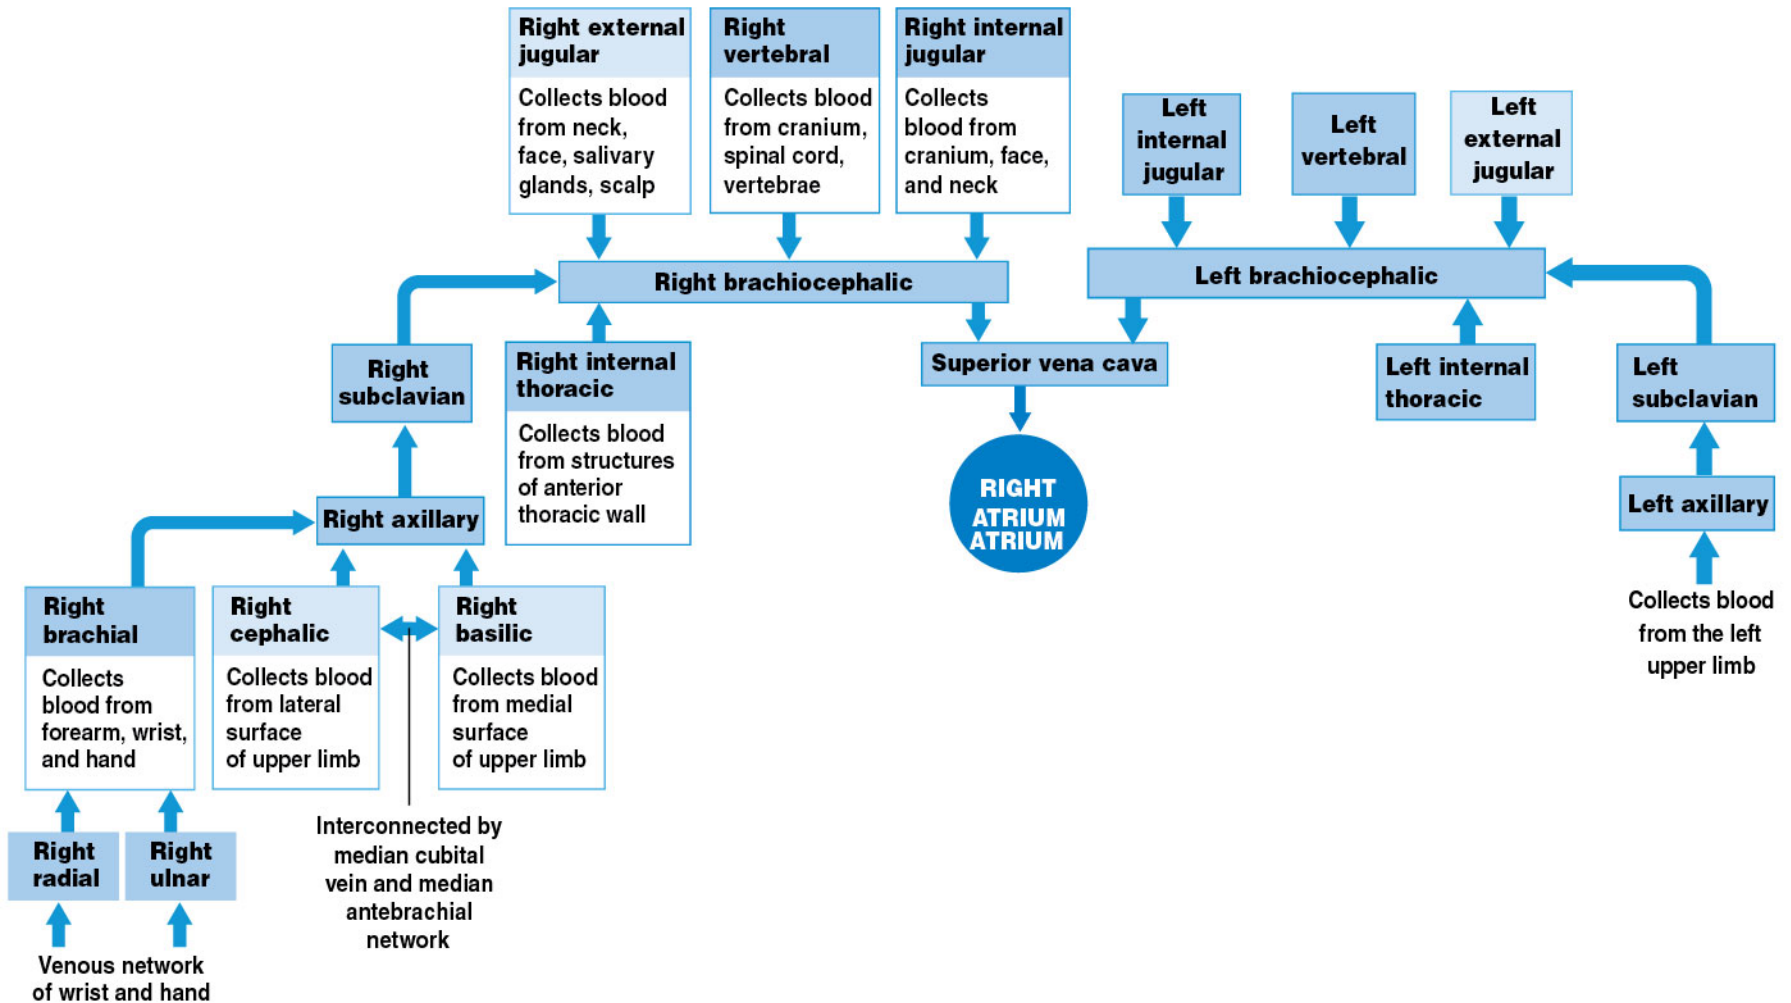 Right external
jugular
Collects blood
from neck,
face, salivary
glands, scalp
Right
vertebral
Collects blood
from cranium,
spinal cord,
vertebrae
Right internal
jugular
Collects
blood from
cranium, face,
and neck
Left
internal
jugular
Left
vertebral
Left
external
jugular
Right brachiocephalic
Left brachiocephalic
Right
subclavian
Right internal
thoracic
Collects blood
from structures
of anterior
thoracic wall
Superior vena cava
Left internal
thoracic
Left
subclavian
RIGHT
ATRIUM
ATRIUM
Right axillary
Left axillary
Collects blood
from the left
upper limb
Right
brachial
Collects
blood from
forearm, wrist,
and hand
Right
cephalic
Collects blood
from lateral
surface
of upper limb
Right
basilic
Collects blood
from medial
surface
of upper limb
Interconnected by
median cubital
vein and median
antebrachial
network
Right
radial
Right
ulnar
Venous network
of wrist and hand